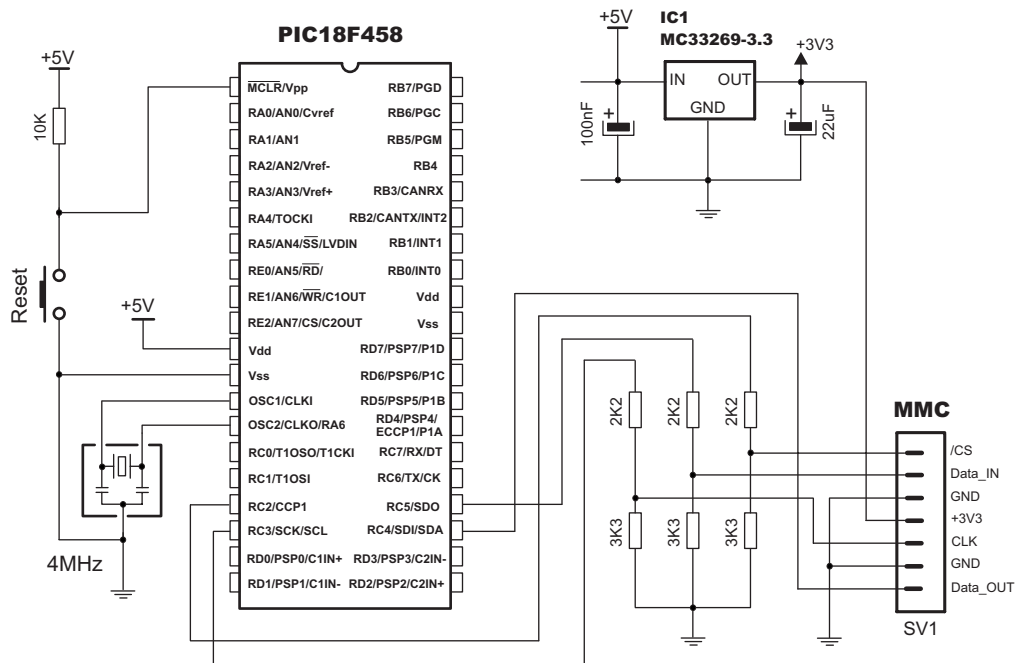 PIC18F458
+5V
10K
Reset
+5V
4MHz
MCLR/Vpp
RA0/AN0/Cvref
RA1/AN1
RA2/AN2/Vref-
RA3/AN3/Vref+
RA4/TOCKI
RA5/AN4/SS/LVDIN
RE0/AN5/RD/
RE1/AN6/WR/C1OUT
RE2/AN7/CS/C2OUT
Vdd
Vss
OSC1/CLKI
OSC2/CLKO/RA6
RC0/T1OSO/T1CKI
RC1/T1OSI
RC2/CCP1
RC3/SCK/SCL
RD0/PSP0/C1IN+
RD1/PSP1/C1IN-
RB7/PGD
RB6/PGC
RB5/PGM
RB4
RB3/CANRX
RB2/CANTX/INT2
RB1/INT1
RB0/INT0
Vdd
Vss
RD7/PSP7/P1D
RD6/PSP6/P1C
RD5/PSP5/P1B
RD4/PSP4/
ECCP1/P1A
RC7/RX/DT
RC6/TX/CK
RC5/SDO
RC4/SDI/SDA
RD3/PSP3/C2IN-
RD2/PSP2/C2IN+
+5V
IC1
MC33269-3.3
+3V3
IN
OUT
GND
100nF
+
+
22uF
2K2
2K2
2K2
3K3
3K3
3K3
MMC
/CS
Data_IN
GND
+3V3
CLK
GND
Data_OUT
SV1